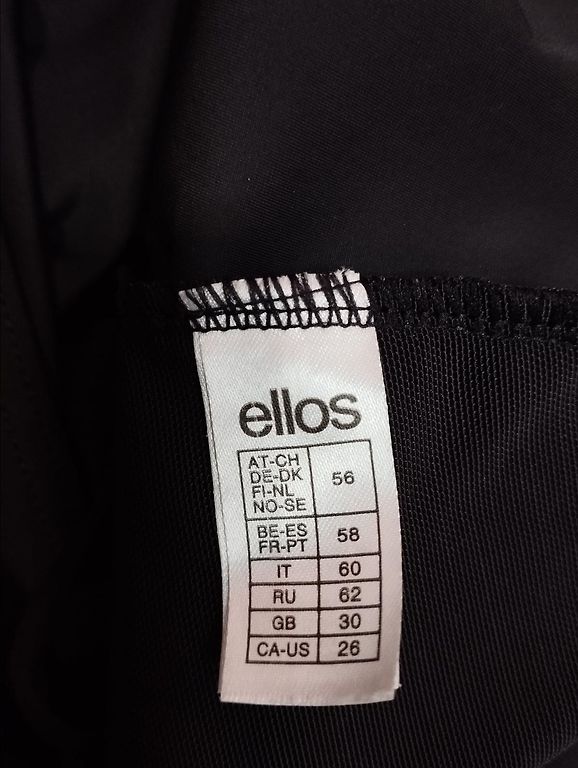 ellos
AT-CH
DE-DK
FI-NL
NO-SE
56
BE-ES
FR-PT
58
IT 60
RU 62
GB 30
CA-US 26